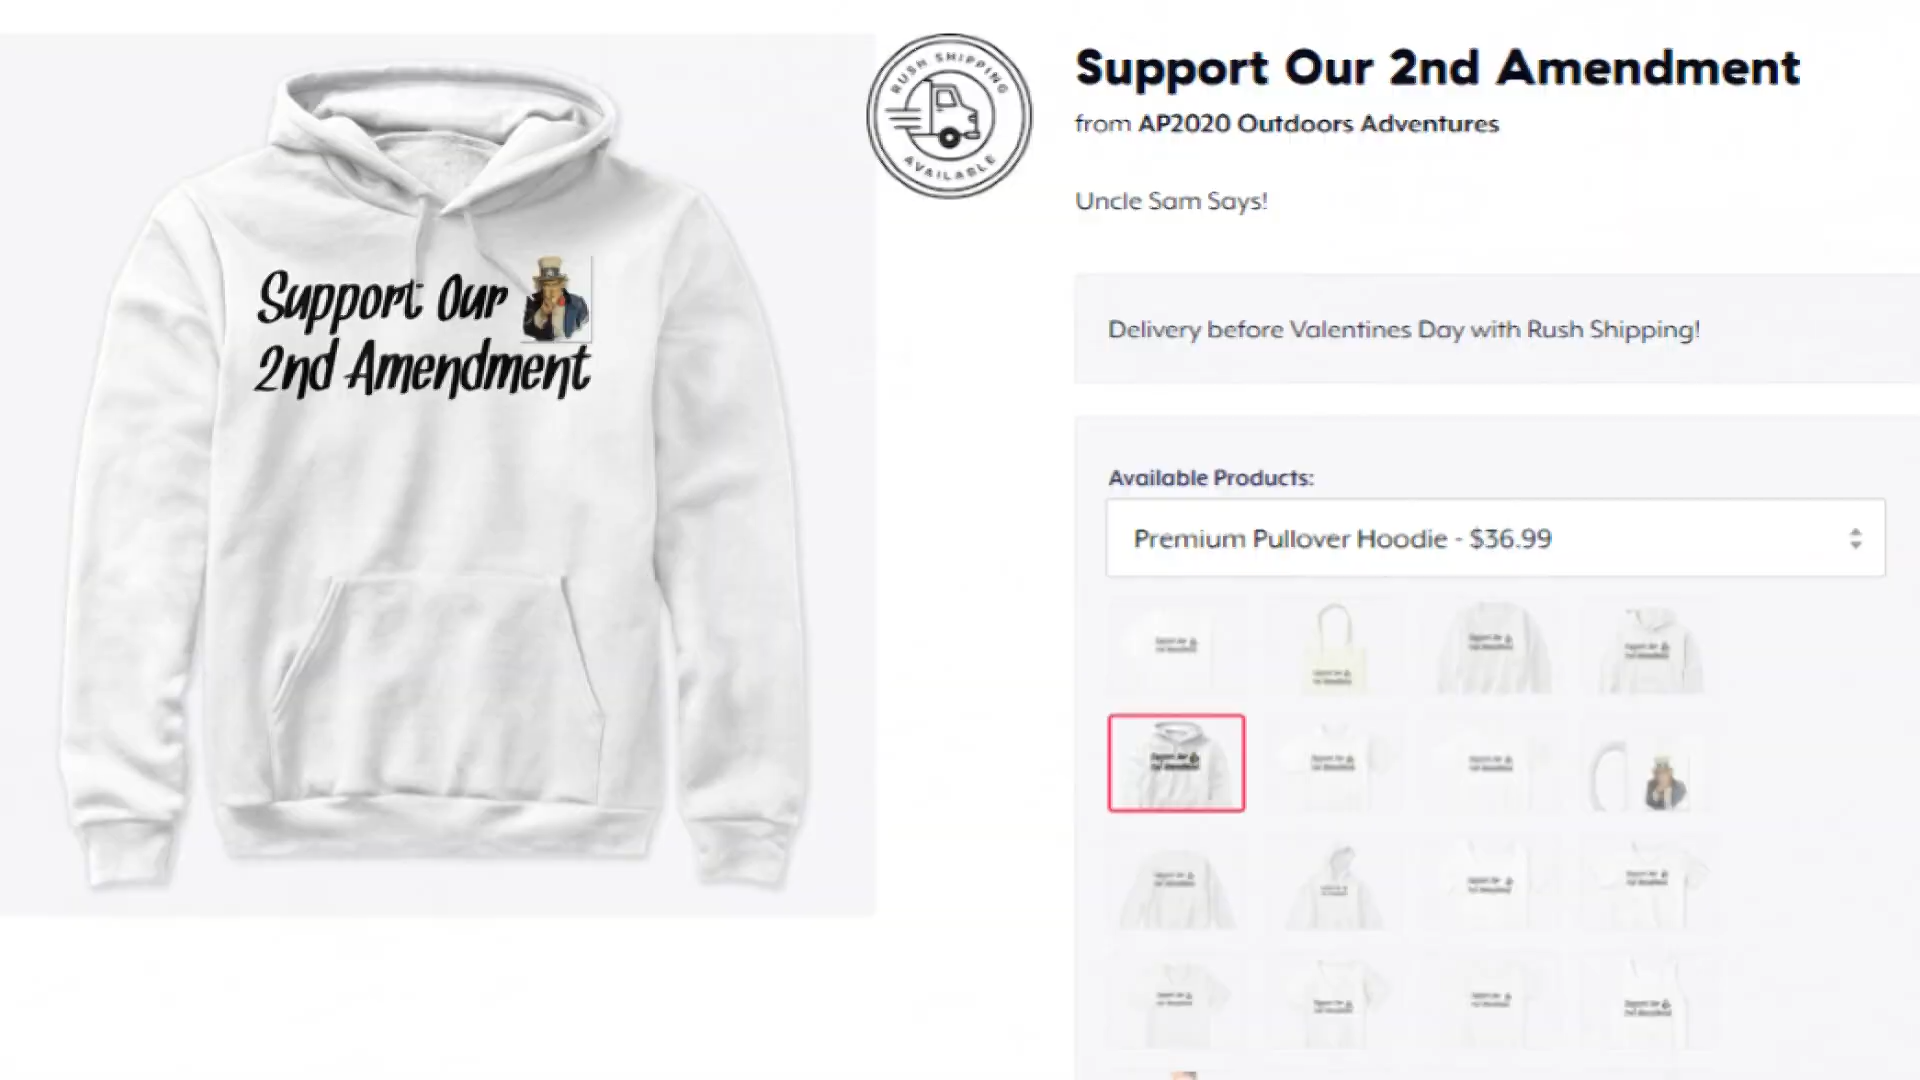 Support Our
2nd Amendment
RUSH SHIPPING
AVAILABLE
Support Our 2nd Amendment
from AP2020 Outdoors Adventures
Uncle Sam Says!
Delivery before Valentines Day with Rush Shipping!
Available Products:
Premium Pullover Hoodie - $36.99